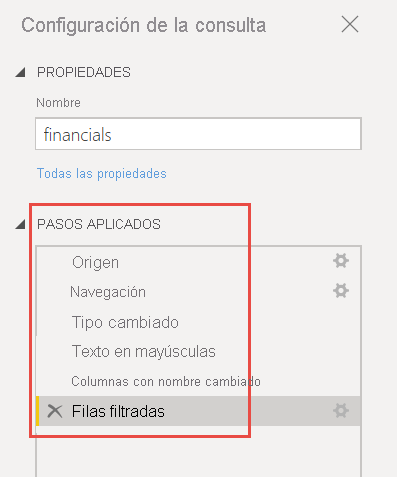 Configuración de la consulta
PROPIEDADES
Nombre
financials
Todas las propiedades
PASOS APLICADOS
Origen
Navegación
Tipo cambiado
Texto en mayúsculas
Columnas con nombre cambiado
Filas filtradas